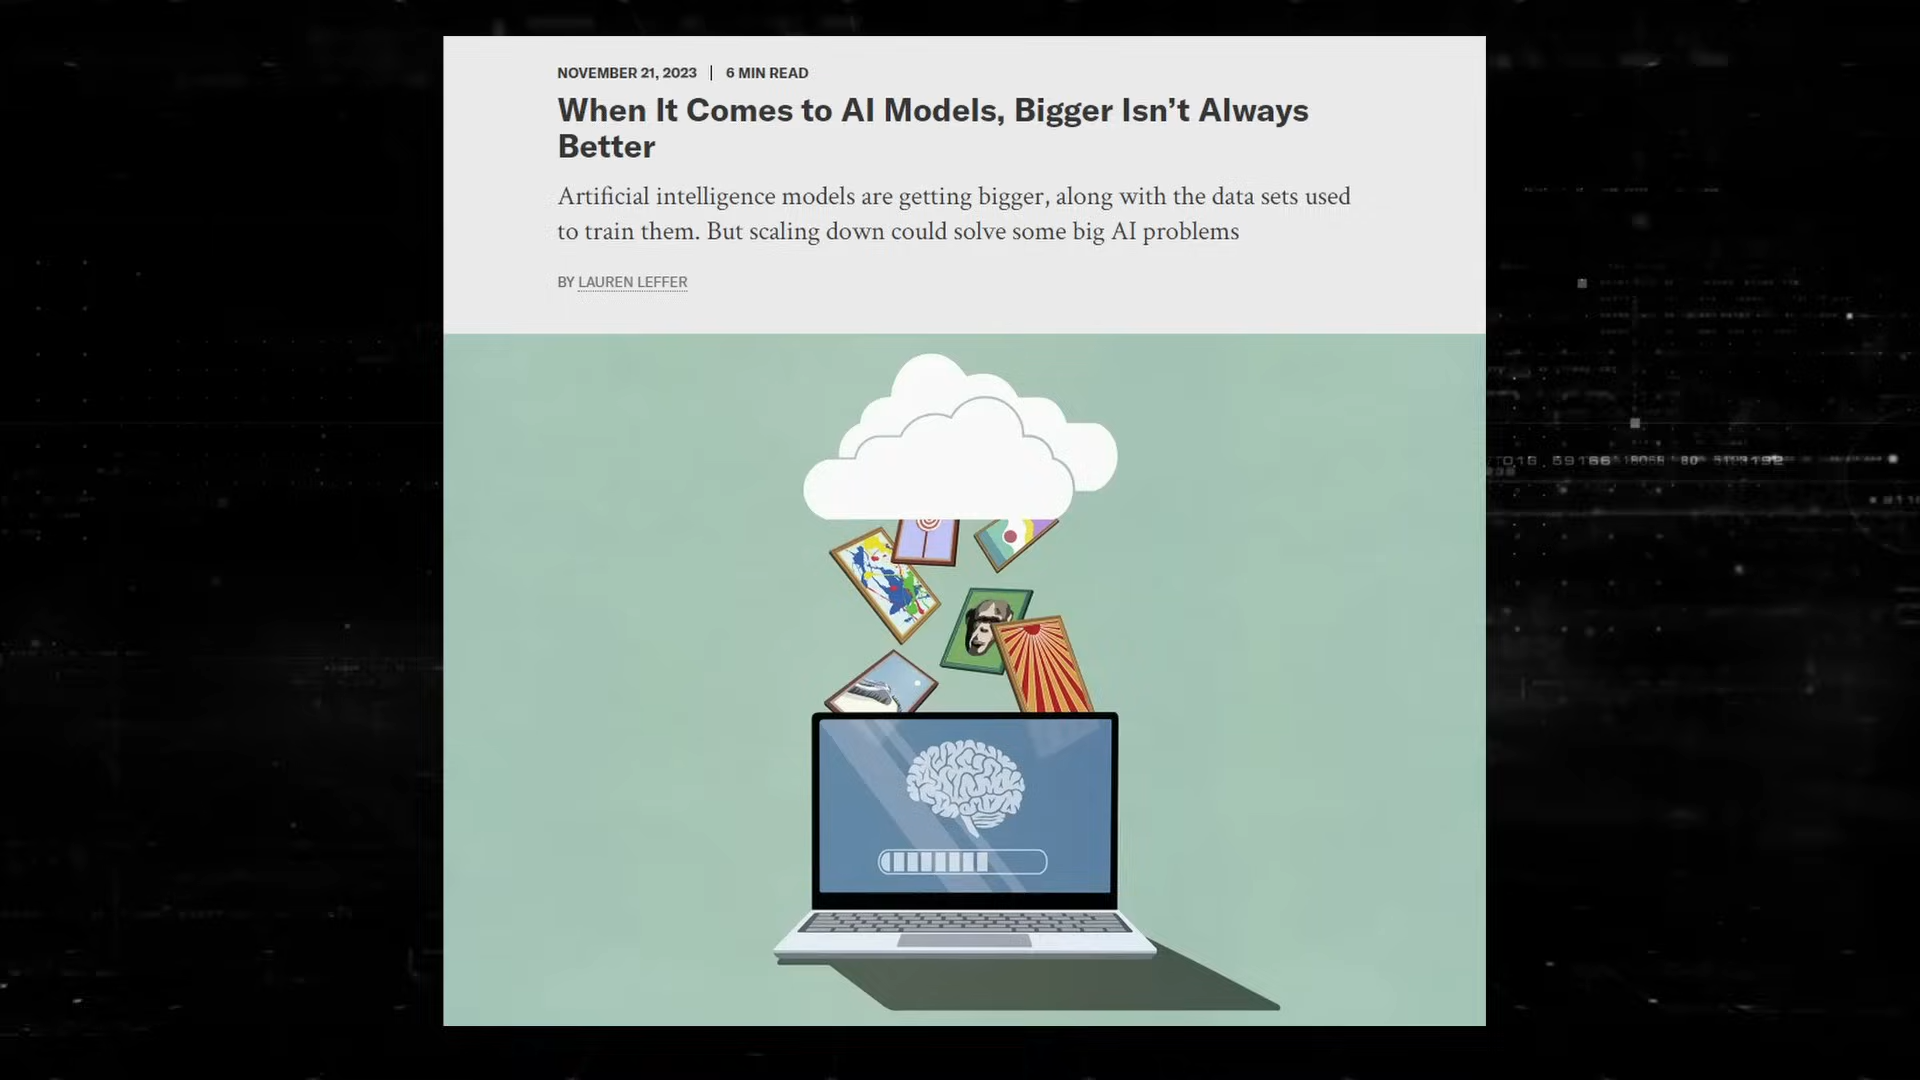 NOVEMBER 21, 2023 | 6 MIN READ
When It Comes to AI Models, Bigger Isn’t Always
Better
Artificial intelligence models are getting bigger, along with the data sets used
to train them. But scaling down could solve some big AI problems
BY LAUREN LEFFER